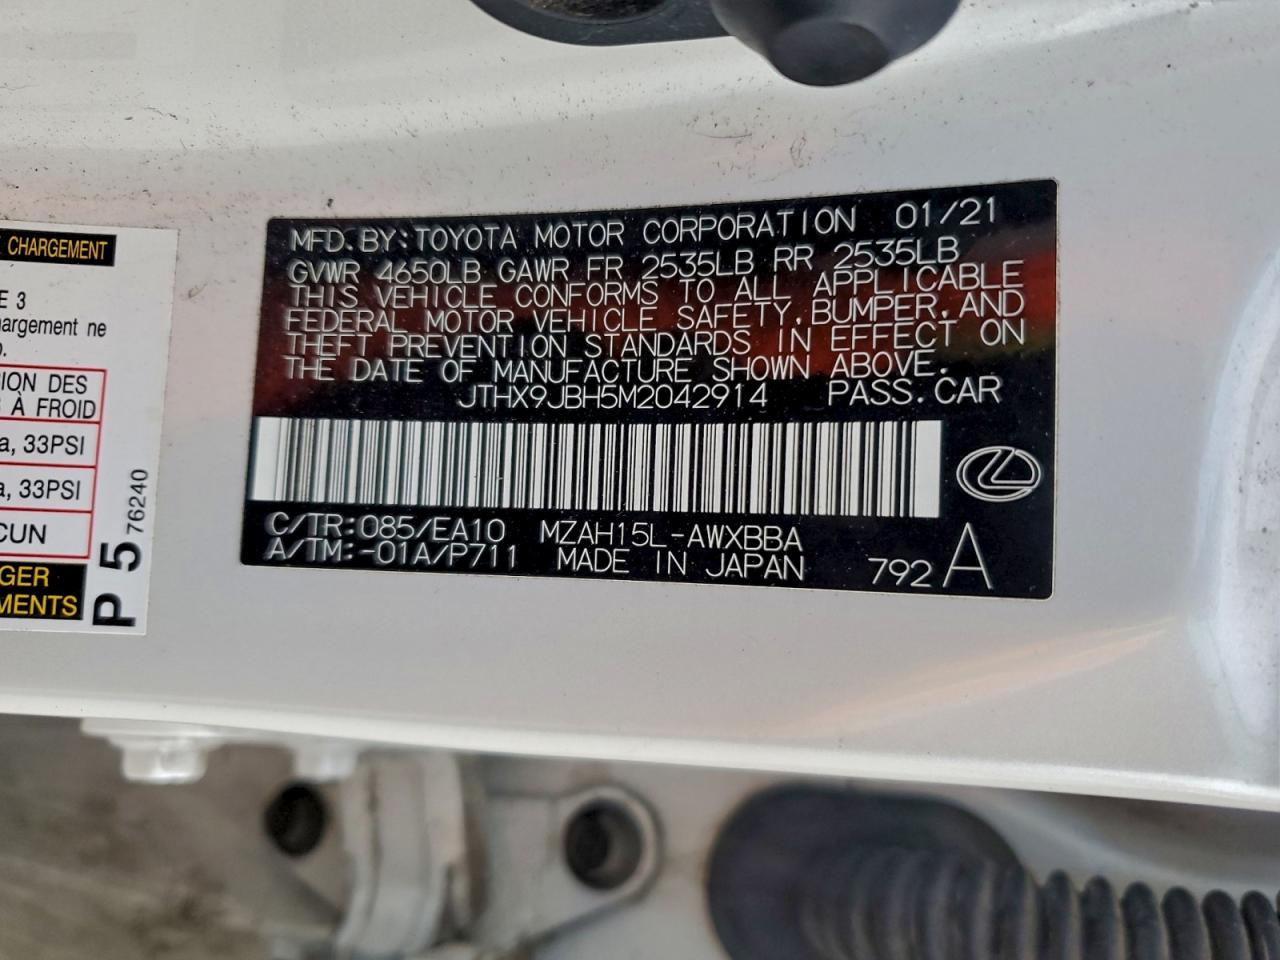 MFD.BY:TOYOTA MOTOR CORPORATION 01/21
GVWR 4650LB GAWR FR 2535LB RR 2535LB
THIS VEHICLE CONFORMS TO ALL APPLICABLE
FEDERAL MOTOR VEHICLE SAFETY,BUMPER,AND
THEFT PREVENTION STANDARDS IN EFFECT ON
THE DATE OF MANUFACTURE SHOWN ABOVE.
JTHX9JBH5M2042914 PASS.CAR
C/TR:085/EA10 MZAH15L-AWXBBA
A/TM:-01A/P711 MADE IN JAPAN 792 A
CHARGEMENT
E 3
hargement ne
ION DES
À FROID
a, 33PSI
a, 33PSI
CUN
GER
MENTS
P 5 76240